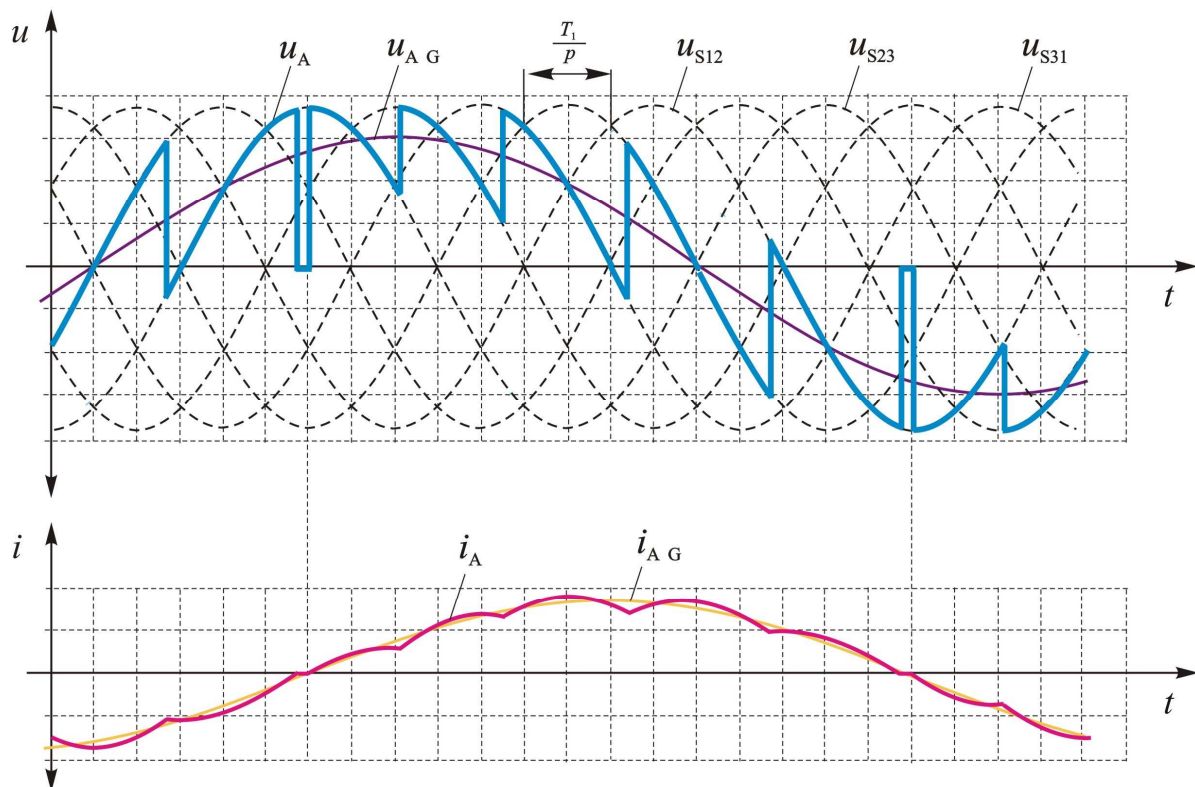 u
u_A
u_A G
T_1/p
u_S12
u_S23
u_S31
t
i
i_A
i_A G
t